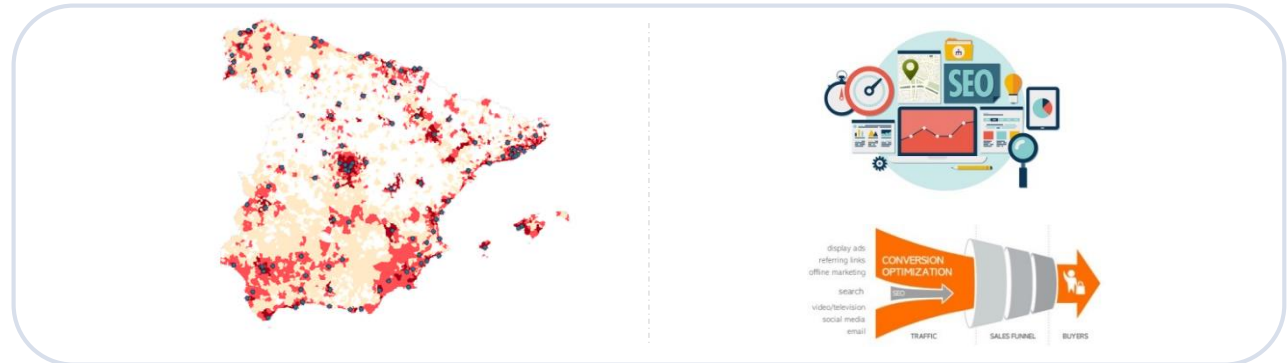 SEO
display ads
referring links
offline marketing
search
video/television
social media
email
CONVERSION
OPTIMIZATION
SEO
TRAFFIC
SALES FUNNEL
BUYERS